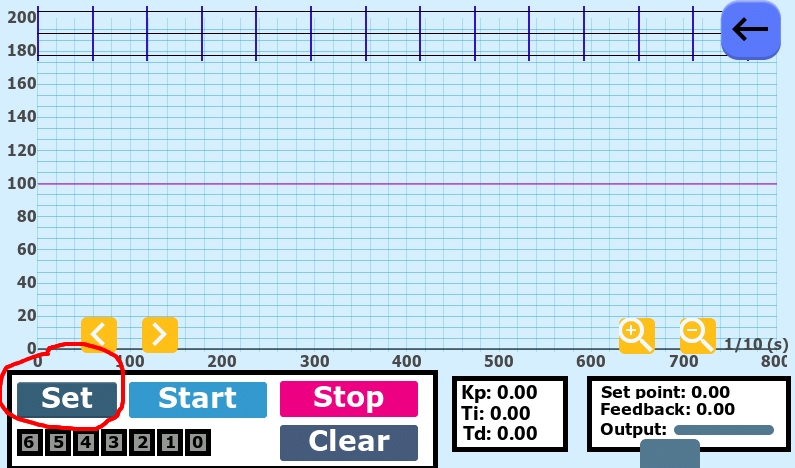 200
180
160
140
120
100
80
60
40
20
0
1/10 (s)
0 100 200 300 400 500 600 700 800
Set Start Stop
Clear
6 5 4 3 2 1 0
Kp: 0.00
Ti: 0.00
Td: 0.00
Set point: 0.00
Feedback: 0.00
Output: